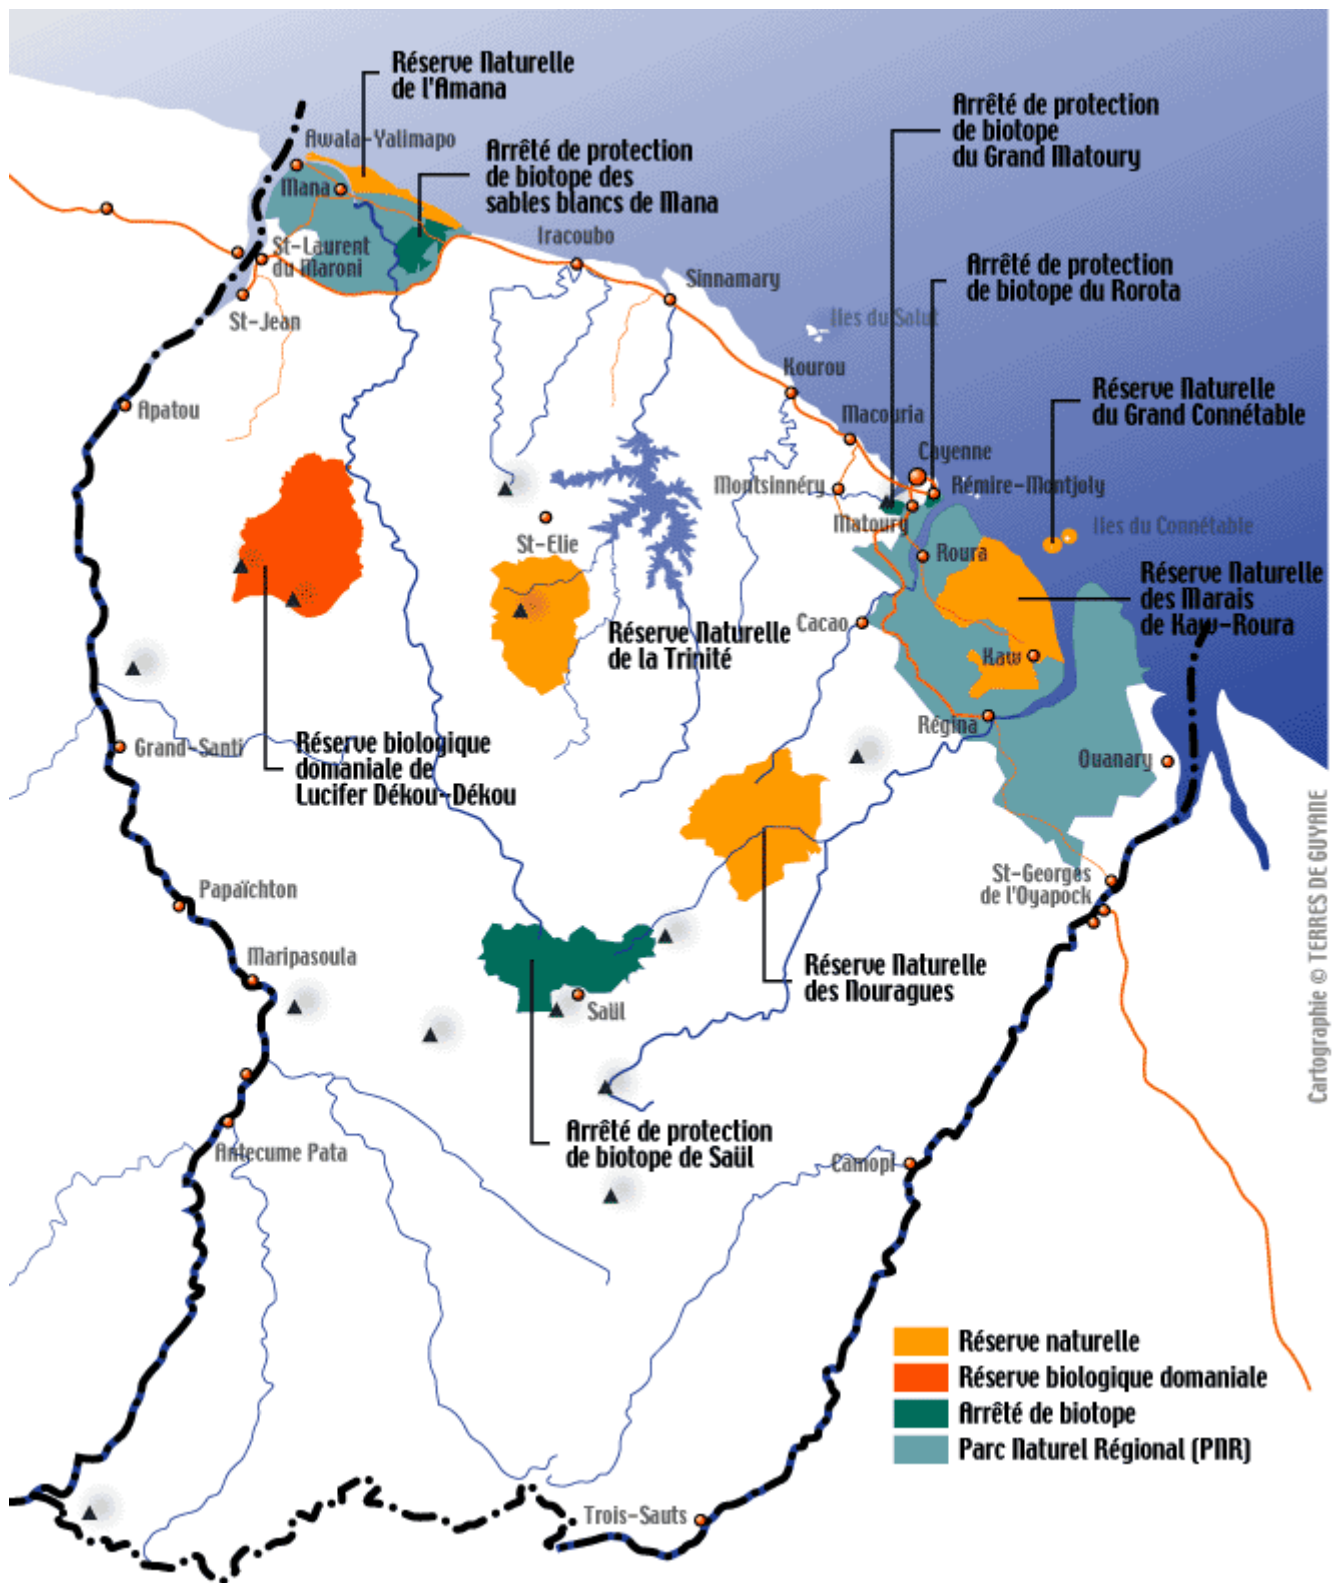 Réserve Naturelle
de l'Amana
Arrêté de protection
de biotope
du Grand Matoury
Awala-Yalimapo
Arrêté de protection
de biotope des
sables blancs de Mana
Mana
Iracoubo
St-Laurent
du Maroni
Sinnamary
Arrêté de protection
de biotope du Rorota
St-Jean
Iles du Salut
Kourou
Réserve Naturelle
du Grand Connétable
Apatou
Macouria
Cayenne
Montsinnéry
Rémire-Montjoly
Matoury
Iles du Connétable
St-Elie
Roura
Réserve Naturelle
des Marais
de Kaw-Roura
Cacao
Réserve Naturelle
de la Trinité
Kaw
Régina
Grand-Santi
Réserve biologique
domaniale de
Lucifer Dékou-Dékou
Ouanary
St-Georges
de l'Oyapock
Papaïchton
Maripasoula
Réserve Naturelle
des Nouragues
Saül
Arrêté de protection
de biotope de Saül
Antecume Pata
Camopi
Réserve naturelle
Réserve biologique domaniale
Arrêté de biotope
Parc Naturel Régional (PNR)
Trois-Sauts
Cartographie © TERRES DE GUYANE